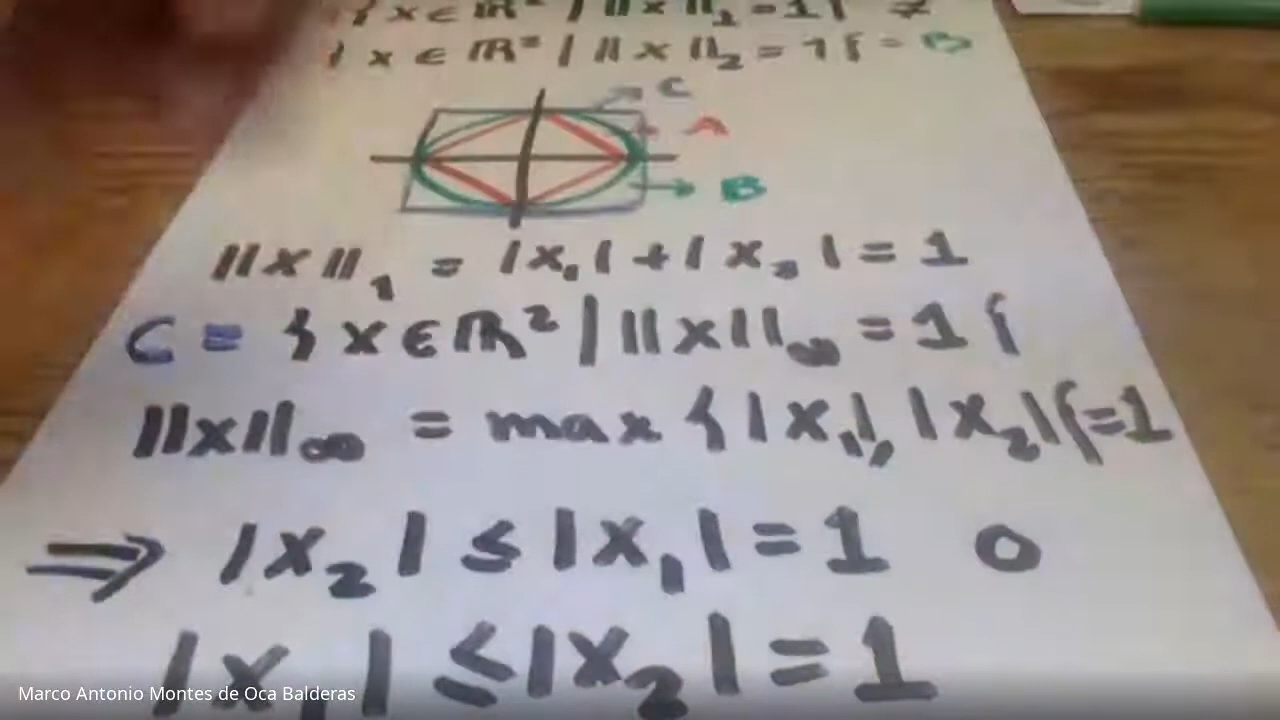 { x ∈ ℝ² | ||x||₁ = 1 } ≠
{ x ∈ ℝ² | ||x||₂ = 1 } = B
C
A
B
||x||₁ = |x₁| + |x₂| = 1
C = { x ∈ ℝ² | ||x||∞ = 1 }
||x||∞ = max { |x₁|, |x₂| } = 1
⇒ |x₂| ≤ |x₁| = 1 o
|x₁| ≤ |x₂| = 1
Marco Antonio Montes de Oca Balderas